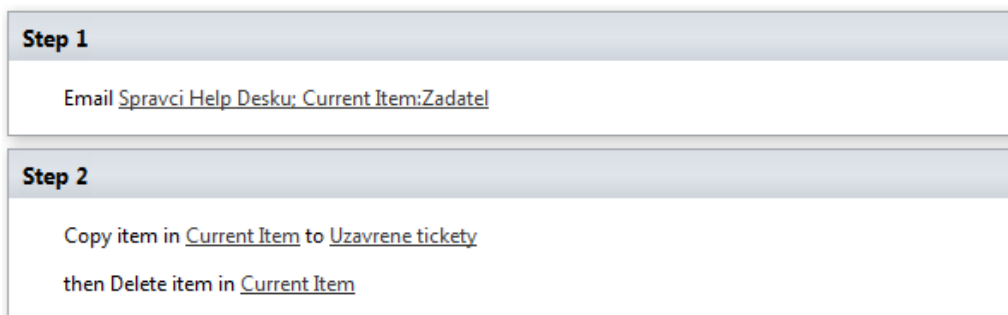 Step 1
Email Spravci Help Desku; Current Item:Zadatel
Step 2
Copy item in Current Item to Uzavrene tickety
then Delete item in Current Item